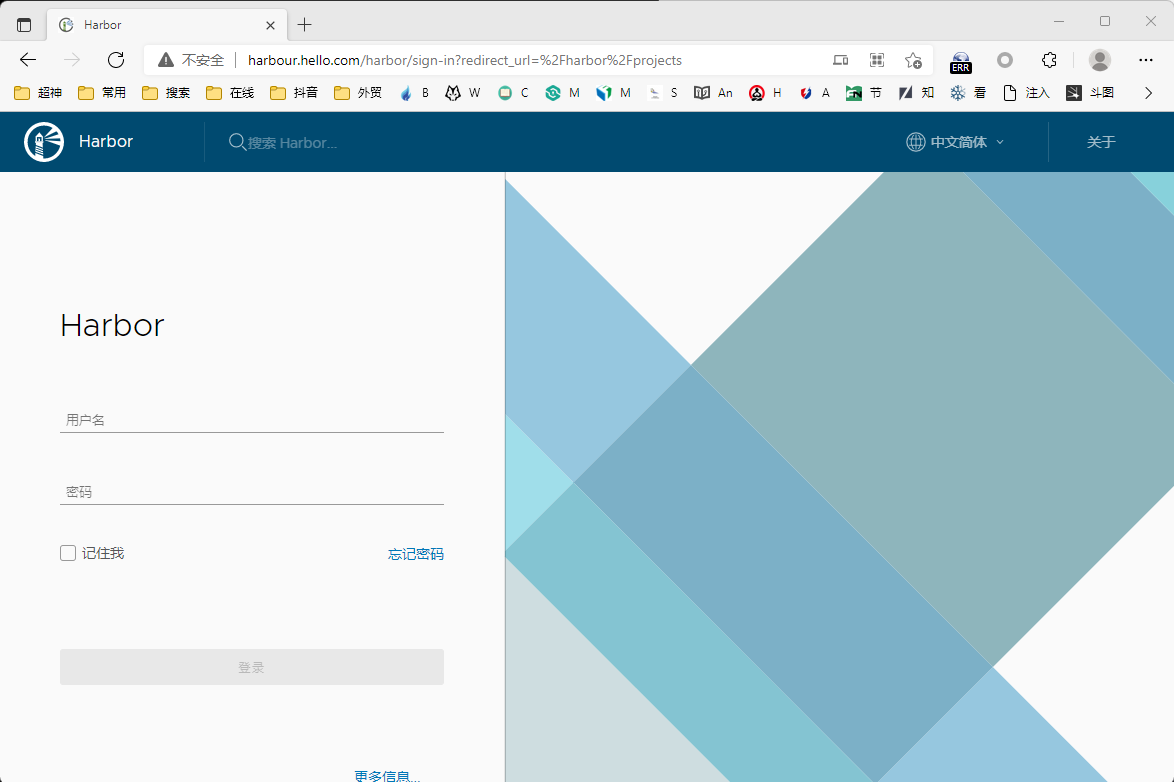 Harbor
不安全 harbour.hello.com/harbor/sign-in?redirect_url=%2Fharbor%2Fprojects
ERR
超神 常用 搜索 在线 抖音 外贸 B W C M M S An H A 节 知 看 注入 斗图
Harbor 搜索 Harbor... 中文简体 关于
Harbor
用户名
密码
记住我 忘记密码
登录
更多信息...